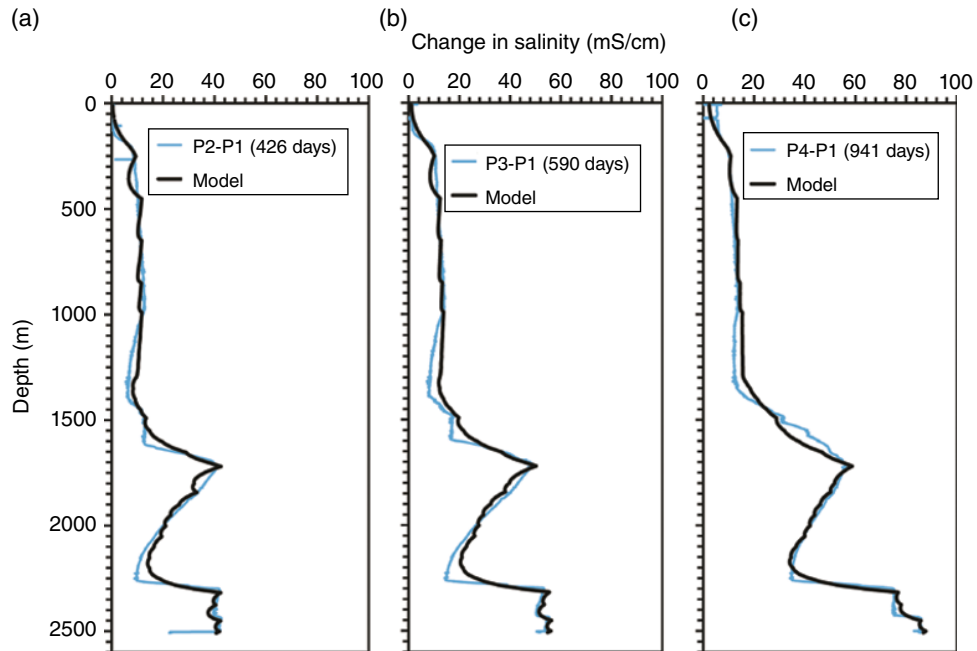 (a)
(b)
(c)
Change in salinity (mS/cm)
0 20 40 60 80 100
0 20 40 60 80 100
0 20 40 60 80 100
0
500
1000
1500
2000
2500
Depth (m)
P2-P1 (426 days)
Model
P3-P1 (590 days)
Model
P4-P1 (941 days)
Model